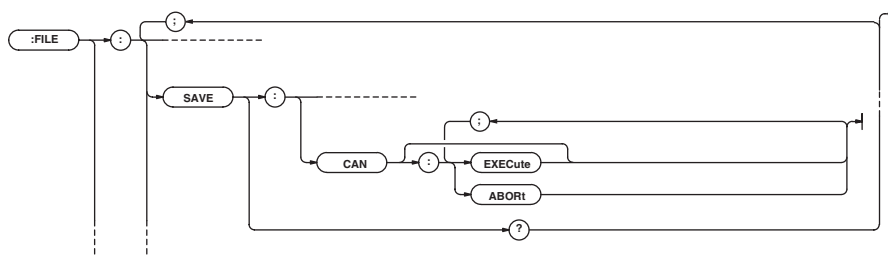 ;
:FILE :
SAVE :
;
CAN : EXECute
ABORt
?